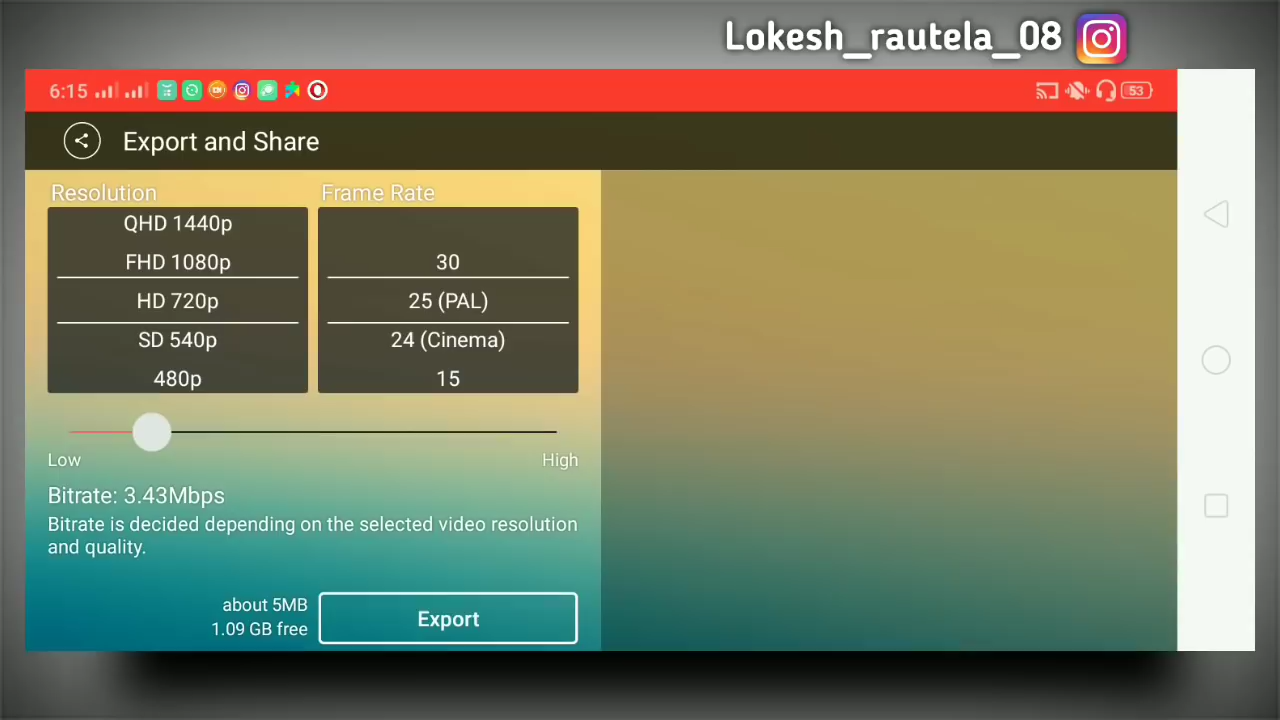 Lokesh_rautela_08
6:15
53
Export and Share
Resolution
Frame Rate
QHD 1440p
FHD 1080p
HD 720p
SD 540p
480p
30
25 (PAL)
24 (Cinema)
15
Low
High
Bitrate: 3.43Mbps
Bitrate is decided depending on the selected video resolution
and quality.
about 5MB
1.09 GB free
Export